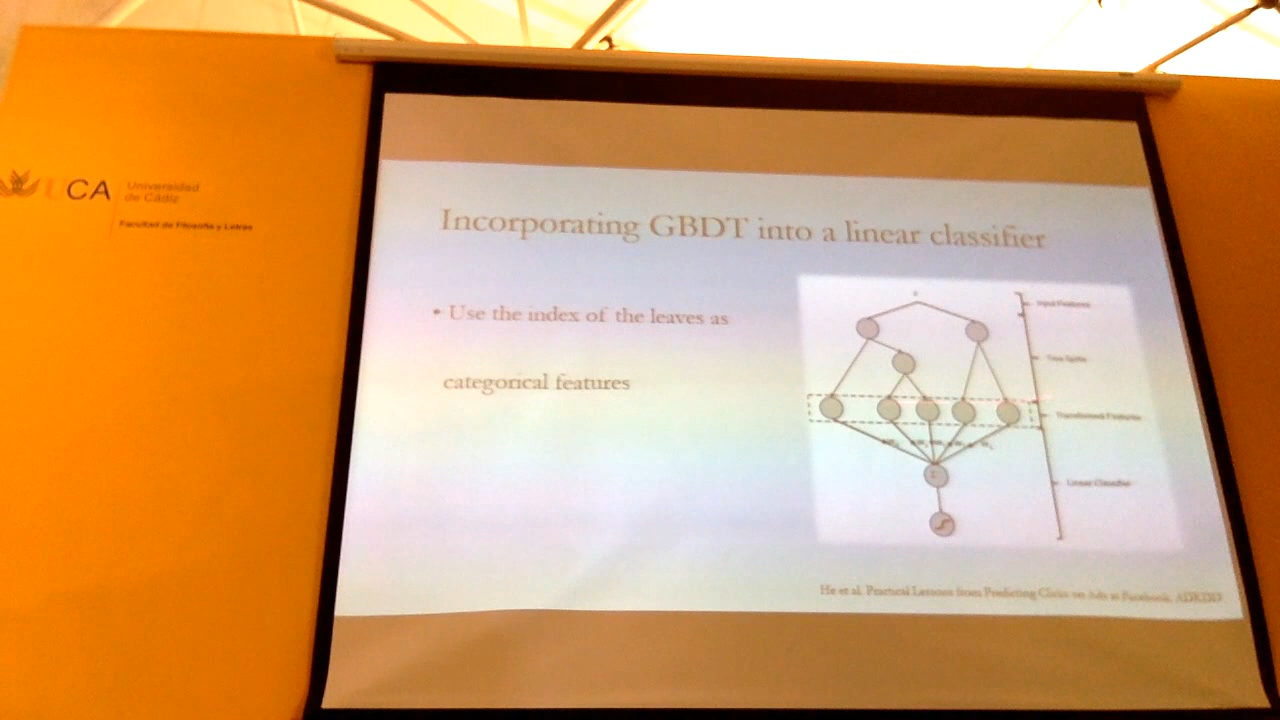 UCA
Universidad
de Cádiz
Facultad de Filosofía y Letras
Incorporating GBDT into a linear classifier
• Use the index of the leaves as
categorical features
Input Features
Tree Splits
Transformed Features
Linear Classifier
He et al. Practical Lessons from Predicting Clicks on Ads at Facebook, ADKDD